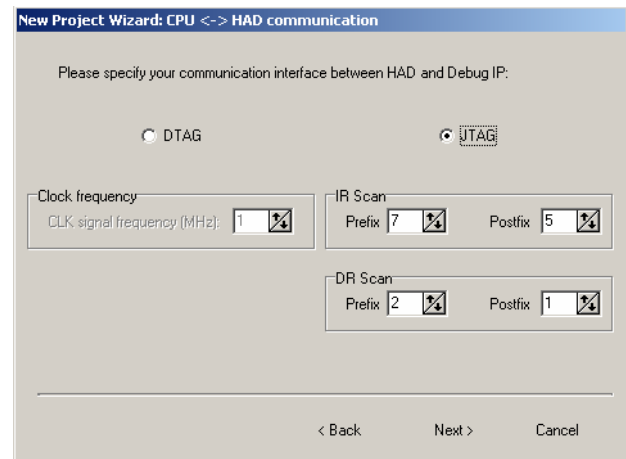 New Project Wizard: CPU <-> HAD communication
Please specify your communication interface between HAD and Debug IP:
DTAG
JTAG
Clock frequency
CLK signal frequency (MHz): 1
IR Scan
Prefix 7 Postfix 5
DR Scan
Prefix 2 Postfix 1
< Back Next > Cancel